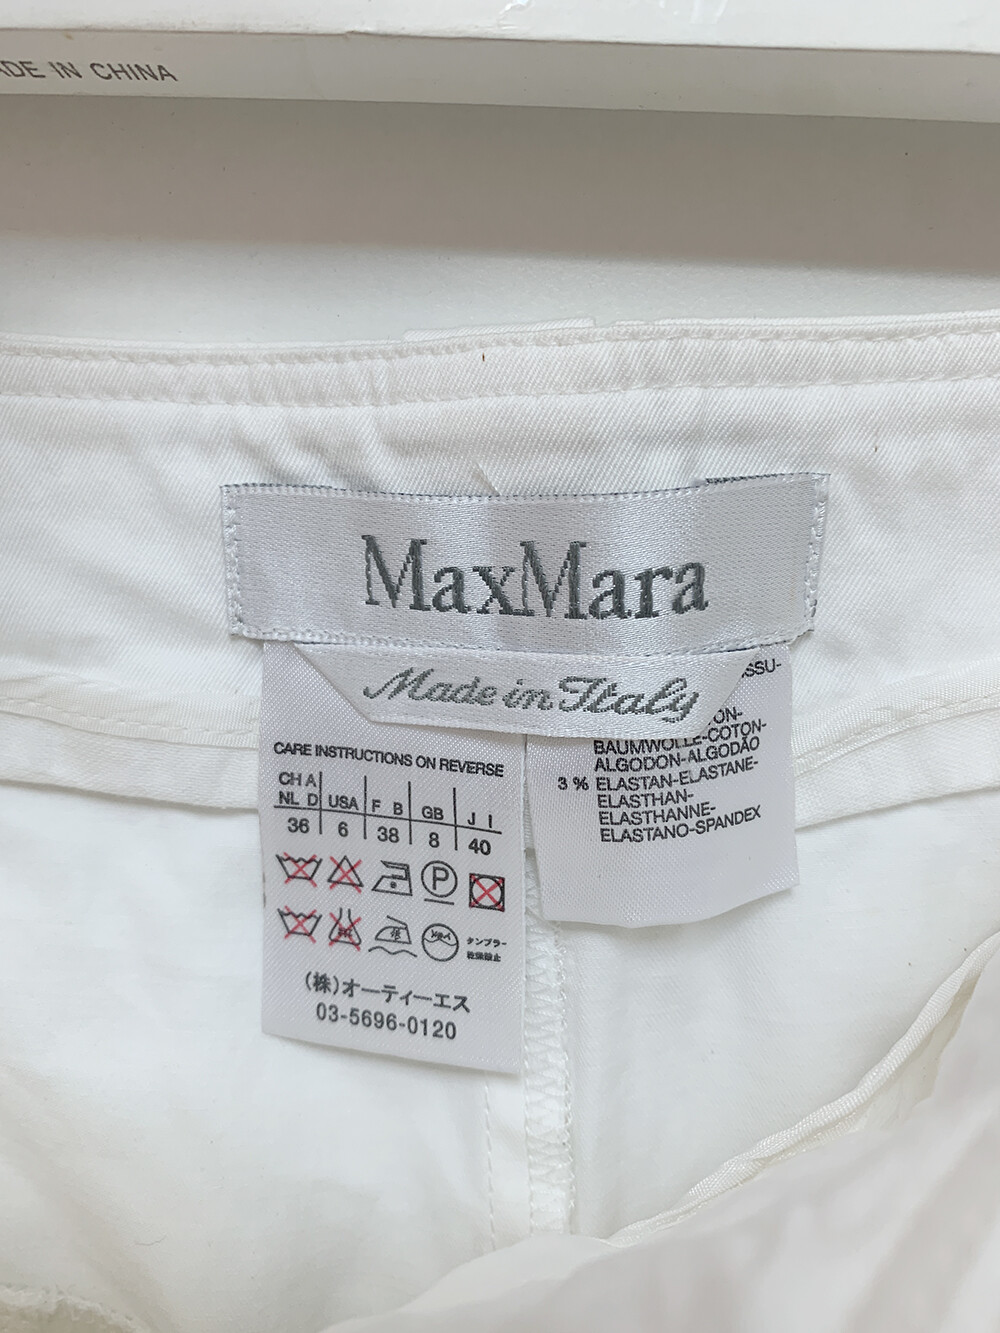 ADE IN CHINA
MaxMara
Made in Italy
CARE INSTRUCTIONS ON REVERSE
CH A
NL D USA F B GB J I
36 6 38 8 40
P
タンブラー
乾燥禁止
(株)オーティーエス
03-5696-0120
SSU-
TON-
BAUMWOLLE-COTON-
ALGODON-ALGODÃO
3 % ELASTAN-ELASTANE-
ELASTHAN-
ELASTHANNE-
ELASTANO-SPANDEX